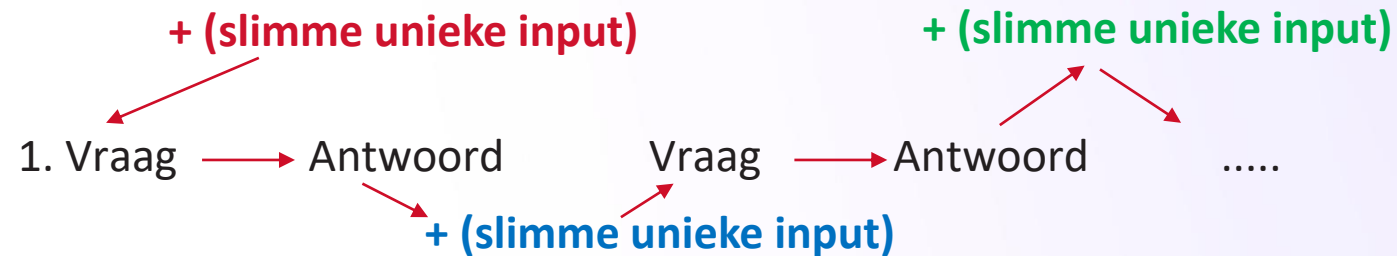 + (slimme unieke input) + (slimme unieke input)
1. Vraag Antwoord Vraag Antwoord .....
+ (slimme unieke input)